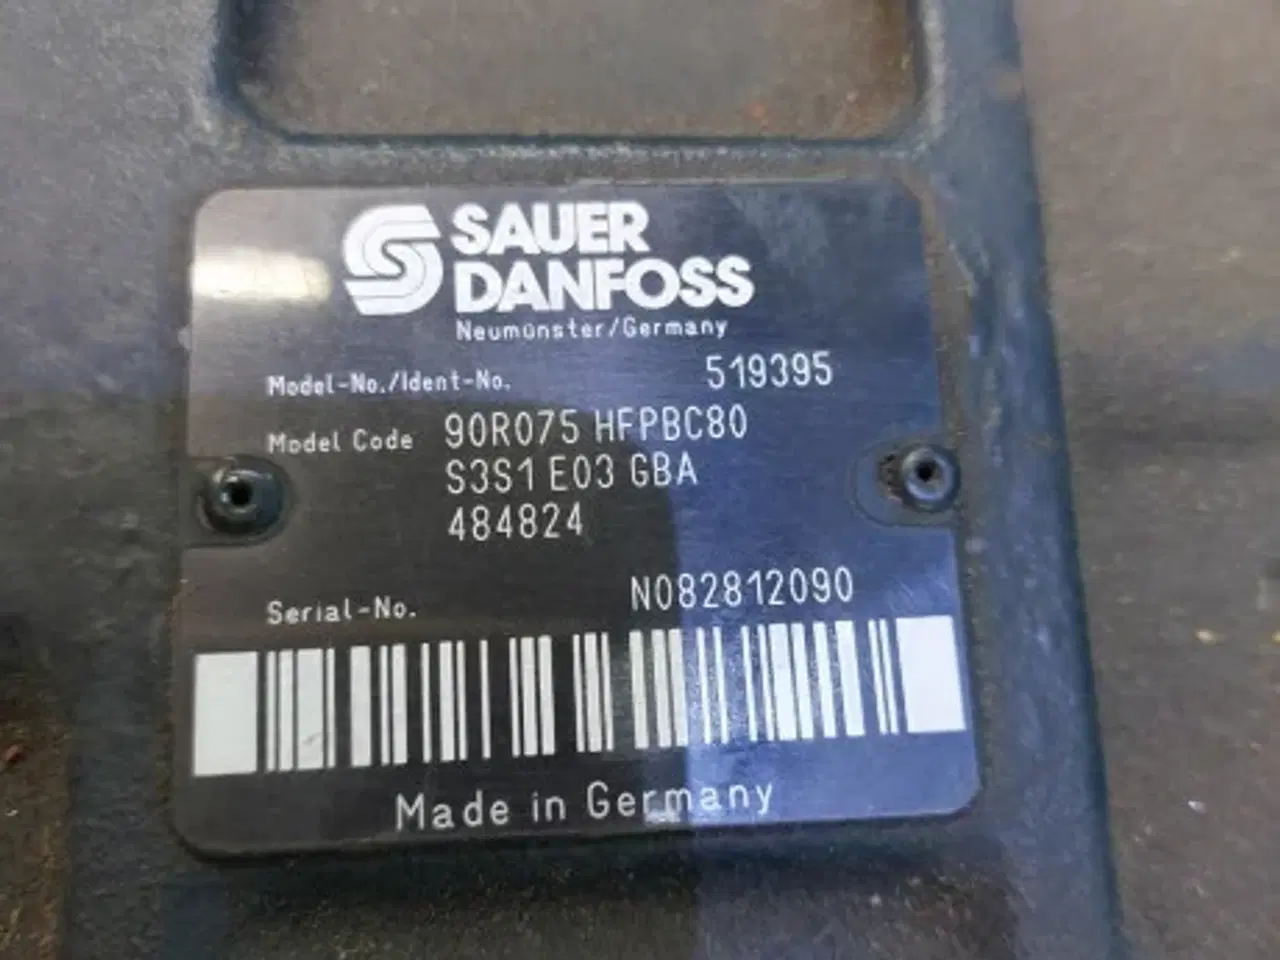 SAUER
DANFOSS
Neumünster/Germany
Model-No./Ident-No. 519395
Model Code 90R075 HFPBC80
S3S1 E03 GBA
484824
Serial-No. N082812090
Made in Germany